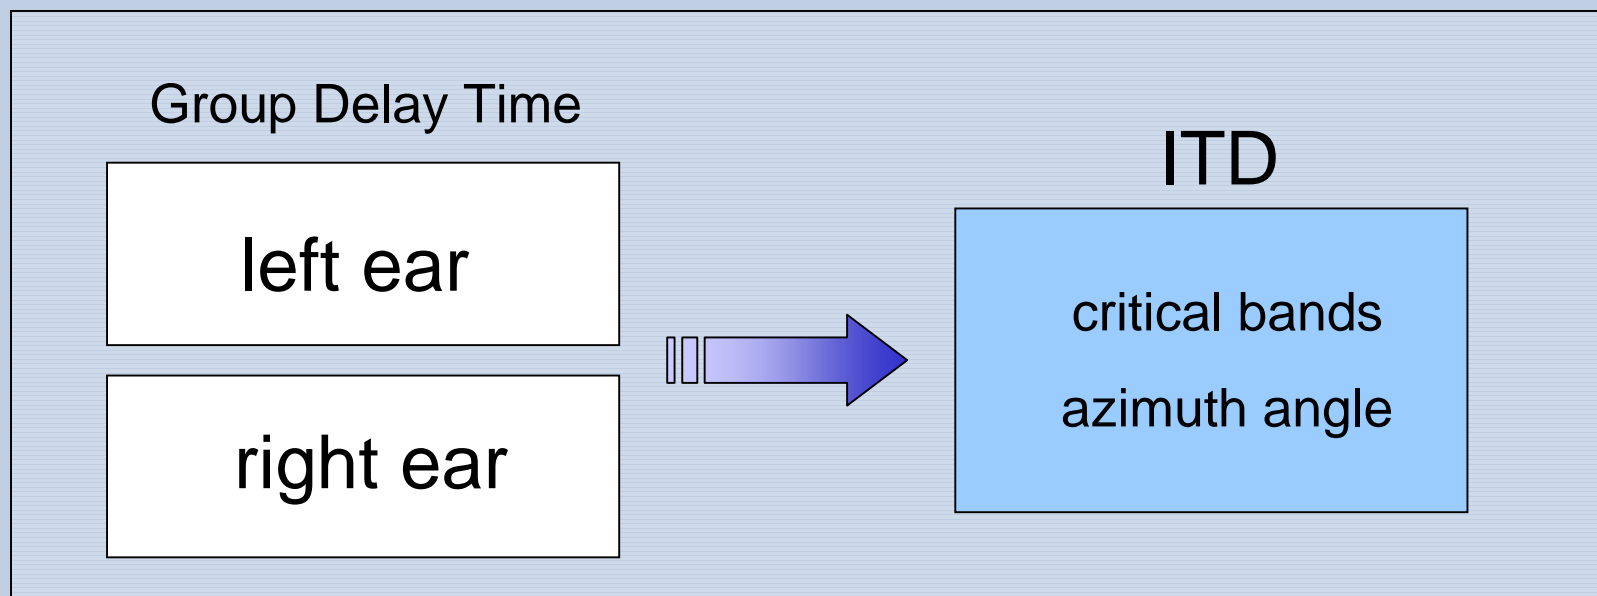 Group Delay Time
left ear
right ear
ITD
critical bands
azimuth angle